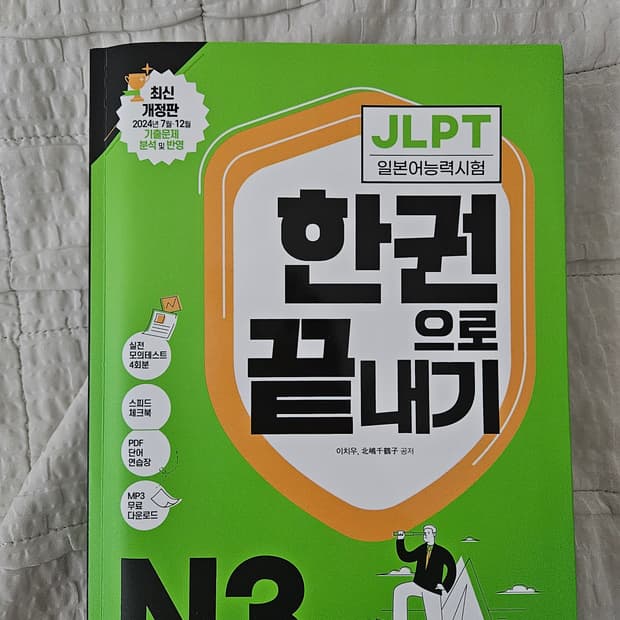 최신
개정판
2024년 7월·12월
기출문제
분석 및 반영
JLPT
일본어능력시험
한권
으로
끝내기
이치우, 北嶋千鶴子 공저
실전
모의테스트
4회분
스피드
체크북
PDF
단어
연습장
MP3
무료
다운로드
N3